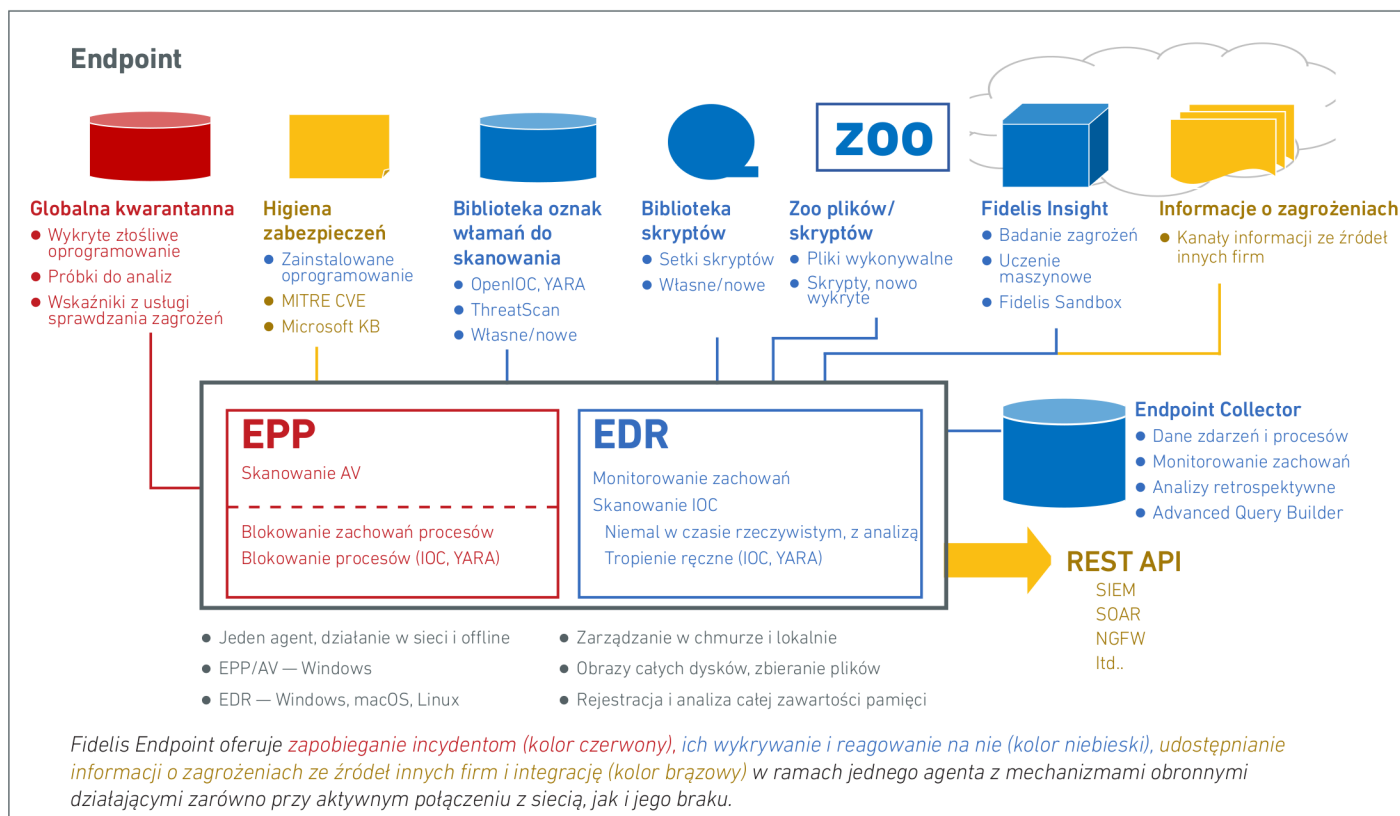 Endpoint
ZOO
Globalna kwarantanna
Wykryte złośliwe
oprogramowanie
Próbki do analiz
Wskaźniki z usługi
sprawdzania zagrożeń
Higiena
zabezpieczeń
Zainstalowane
oprogramowanie
MITRE CVE
Microsoft KB
Biblioteka oznak
włamań do
skanowania
OpenIOC, YARA
ThreatScan
Własne/nowe
Biblioteka
skryptów
Setki skryptów
Własne/nowe
Zoo plików/
skryptów
Pliki wykonywalne
Skrypty, nowo
wykryte
Fidelis Insight
Badanie zagrożeń
Uczenie
maszynowe
Fidelis Sandbox
Informacje o zagrożeniach
Kanały informacji ze źródeł
innych firm
EPP
Skanowanie AV
Blokowanie zachowań procesów
Blokowanie procesów (IOC, YARA)
EDR
Monitorowanie zachowań
Skanowanie IOC
Niemal w czasie rzeczywistym, z analizą
Tropienie ręczne (IOC, YARA)
Endpoint Collector
Dane zdarzeń i procesów
Monitorowanie zachowań
Analizy retrospektywne
Advanced Query Builder
REST API
SIEM
SOAR
NGFW
Itd..
Jeden agent, działanie w sieci i offline
EPP/AV — Windows
EDR — Windows, macOS, Linux
Zarządzanie w chmurze i lokalnie
Obrazy całych dysków, zbieranie plików
Rejestracja i analiza całej zawartości pamięci
Fidelis Endpoint oferuje zapobieganie incydentom (kolor czerwony), ich wykrywanie i reagowanie na nie (kolor niebieski), udostępnianie
informacji o zagrożeniach ze źródeł innych firm i integrację (kolor brązowy) w ramach jednego agenta z mechanizmami obronnymi
działającymi zarówno przy aktywnym połączeniu z siecią, jak i jego braku.